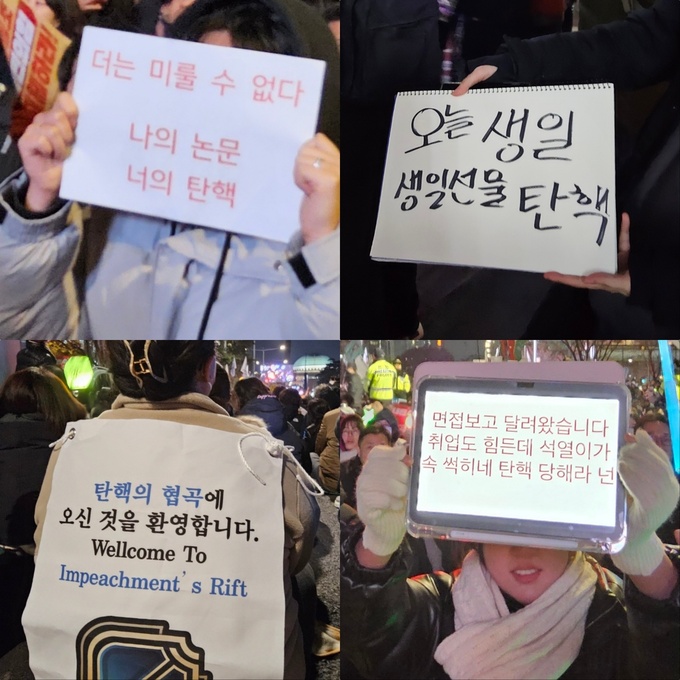 더는 미룰 수 없다
나의 논문
너의 탄핵
오늘 생일
생일선물 탄핵
탄핵의 협곡에
오신 것을 환영합니다.
Wellcome To
Impeachment's Rift
면접보고 달려왔습니다
취업도 힘든데 석열이가
속 썩히네 탄핵 당해라 넌